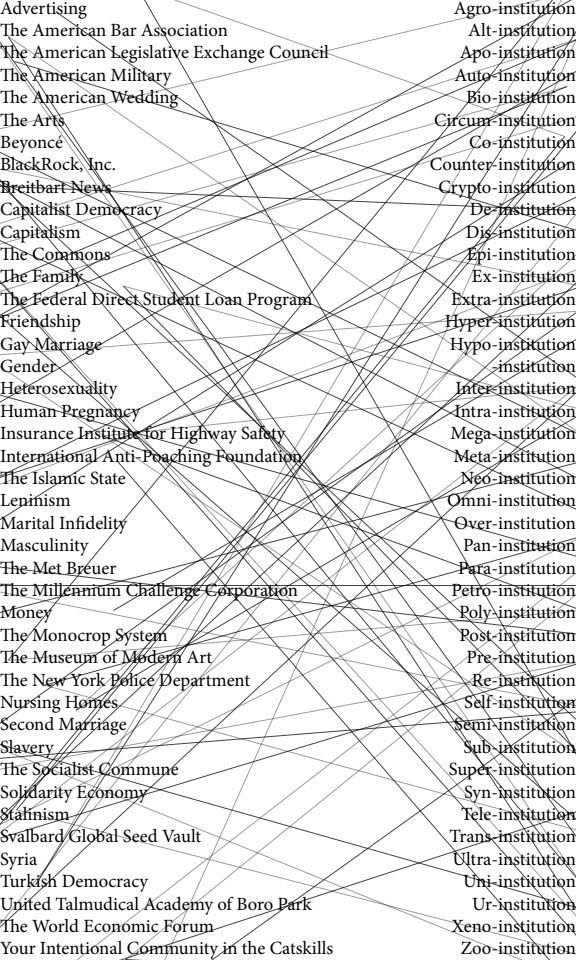 Advertising Agro-institution
The American Bar Association Alt-institution
The American Legislative Exchange Council Apo-institution
The American Military Auto-institution
The American Wedding Bio-institution
The Arts Circum-institution
Beyoncé Co-institution
BlackRock, Inc. Counter-institution
Breitbart News Crypto-institution
Capitalist Democracy De-institution
Capitalism Dis-institution
The Commons Epi-institution
The Family Ex-institution
The Federal Direct Student Loan Program Extra-institution
Friendship Hyper-institution
Gay Marriage Hypo-institution
Gender -institution
Heterosexuality Inter-institution
Human Pregnancy Intra-institution
Insurance Institute for Highway Safety Mega-institution
International Anti-Poaching Foundation Meta-institution
The Islamic State Neo-institution
Leninism Omni-institution
Marital Infidelity Over-institution
Masculinity Pan-institution
The Met Breuer Para-institution
The Millennium Challenge Corporation Petro-institution
Money Poly-institution
The Monocrop System Post-institution
The Museum of Modern Art Pre-institution
The New York Police Department Re-institution
Nursing Homes Self-institution
Second Marriage Semi-institution
Slavery Sub-institution
The Socialist Commune Super-institution
Solidarity Economy Syn-institution
Stalinism Tele-institution
Svalbard Global Seed Vault Trans-institution
Syria Ultra-institution
Turkish Democracy Uni-institution
United Talmudical Academy of Boro Park Ur-institution
The World Economic Forum Xeno-institution
Your Intentional Community in the Catskills Zoo-institution